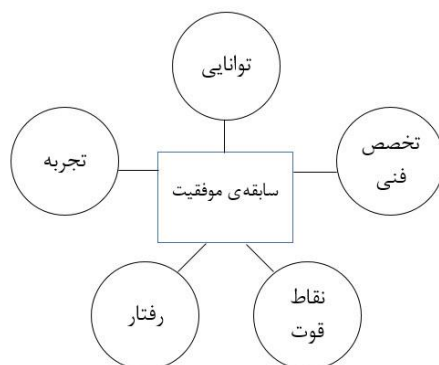 توانایی
تخصص
فنی
تجربه
سابقه‌ی موفقیت
نقاط
قوت
رفتار